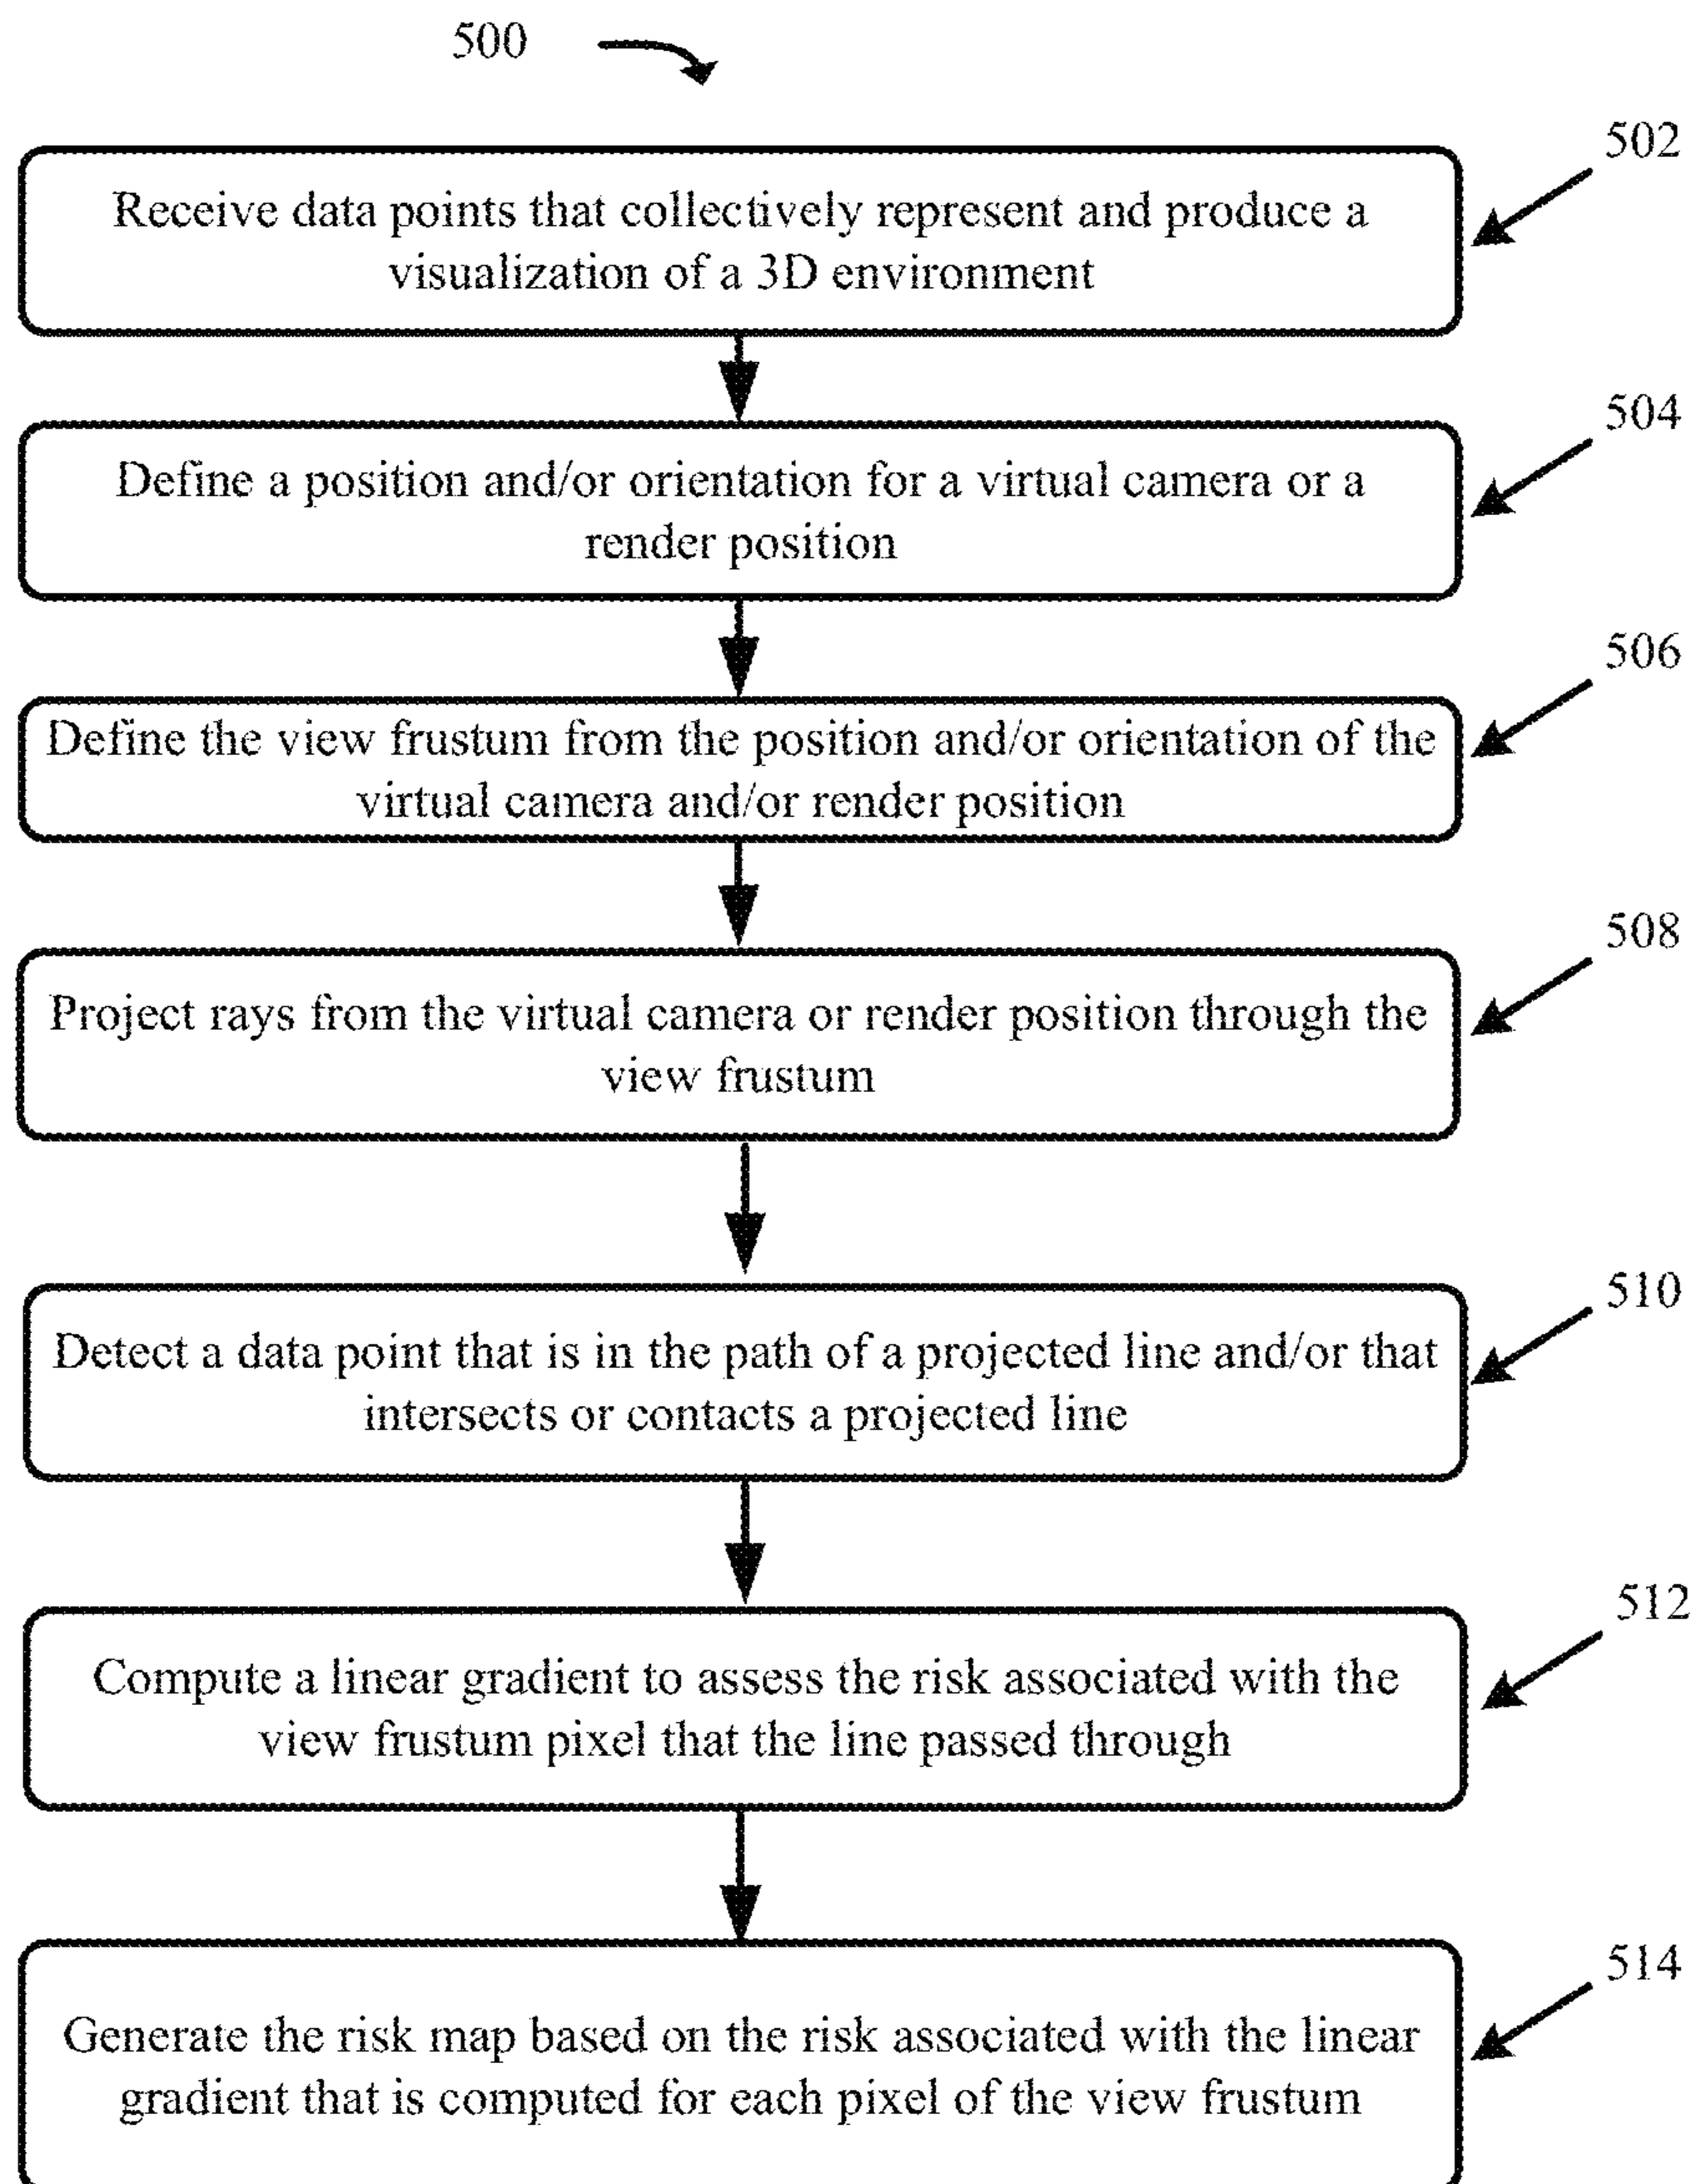 500
502
Receive data points that collectively represent and produce a
visualization of a 3D environment
504
Define a position and/or orientation for a virtual camera or a
render position
506
Define the view frustum from the position and/or orientation of the
virtual camera and/or render position
508
Project rays from the virtual camera or render position through the
view frustum
510
Detect a data point that is in the path of a projected line and/or that
intersects or contacts a projected line
512
Compute a linear gradient to assess the risk associated with the
view frustum pixel that the line passed through
514
Generate the risk map based on the risk associated with the linear
gradient that is computed for each pixel of the view frustum